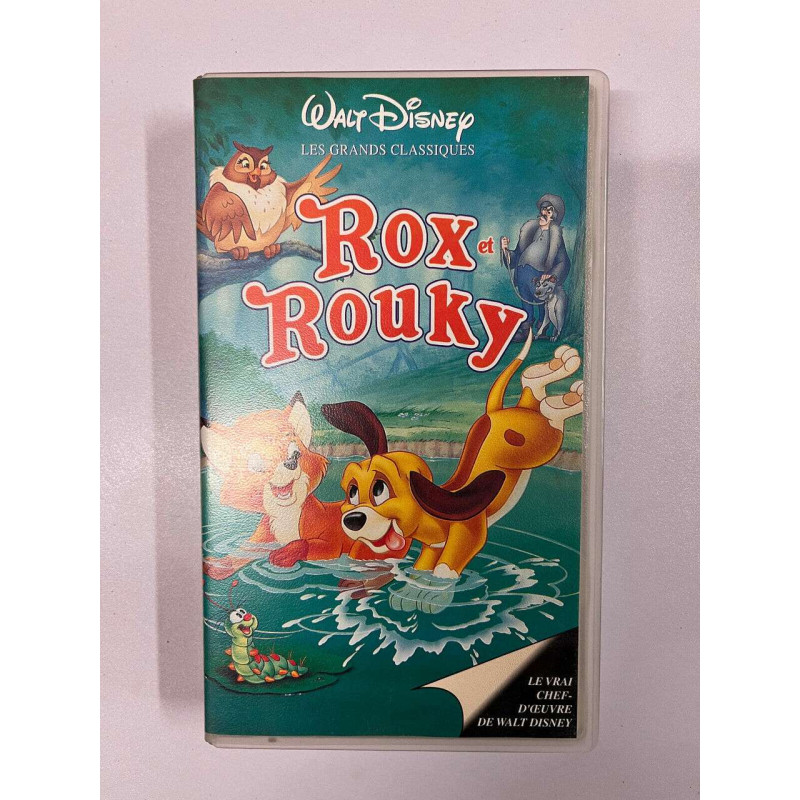 WALT DISNEY
LES GRANDS CLASSIQUES
ROX et
ROUKY
LE VRAI
CHEF-
D'ŒUVRE
DE WALT DISNEY